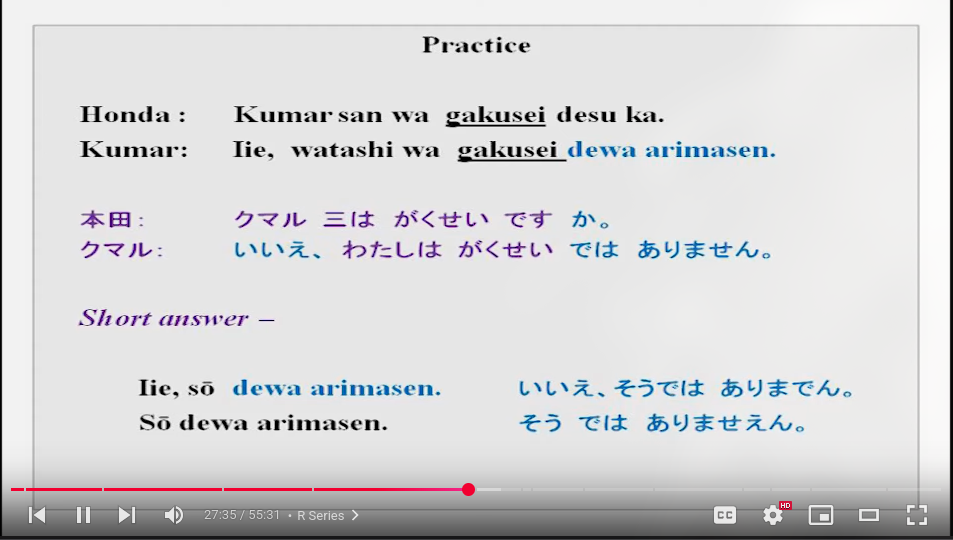 Practice
Honda : Kumar san wa gakusei desu ka.
Kumar: Iie, watashi wa gakusei dewa arimasen.
本田： クマル 三は がくせい です か。
クマル： いいえ、 わたしは がくせい では ありません。
Short answer –
Iie, sō dewa arimasen. いいえ、そうでは ありまでん。
Sō dewa arimasen. そう では ありませえん。
27:35 / 55:31 • R Series
CC HD